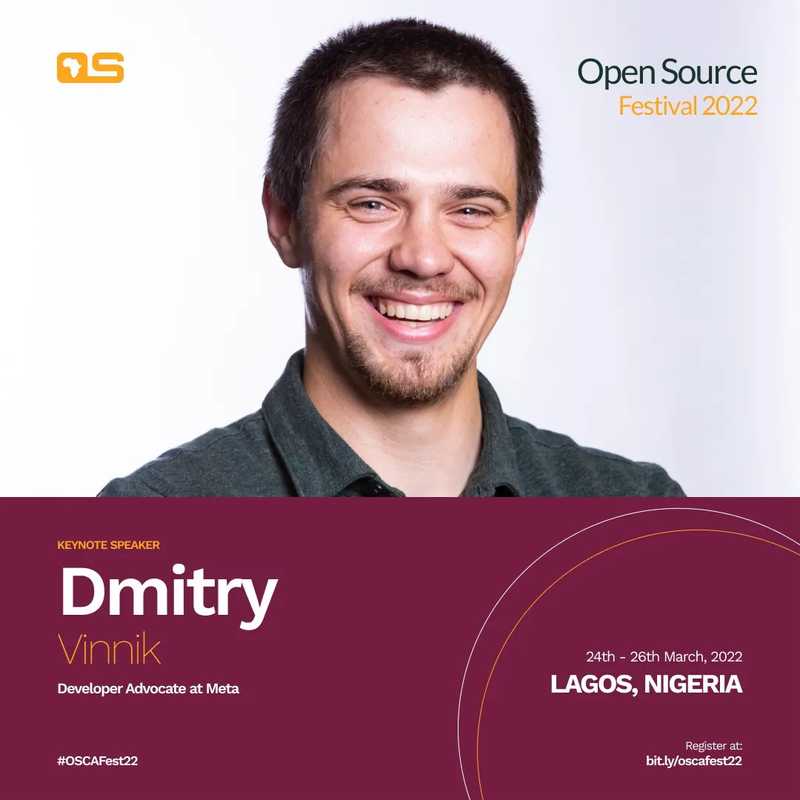 OS
Open Source
Festival 2022
KEYNOTE SPEAKER
Dmitry
Vinnik
Developer Advocate at Meta
24th - 26th March, 2022
LAGOS, NIGERIA
#OSCAFest22
Register at:
bit.ly/oscafest22